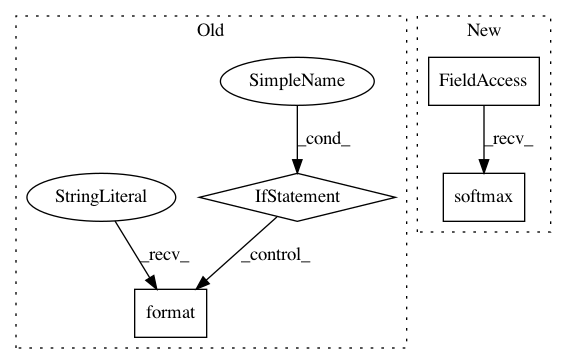 Old
New
SimpleName
FieldAccess
_cond_
_recv_
StringLiteral
IfStatement
softmax
_recv_
_control_
format